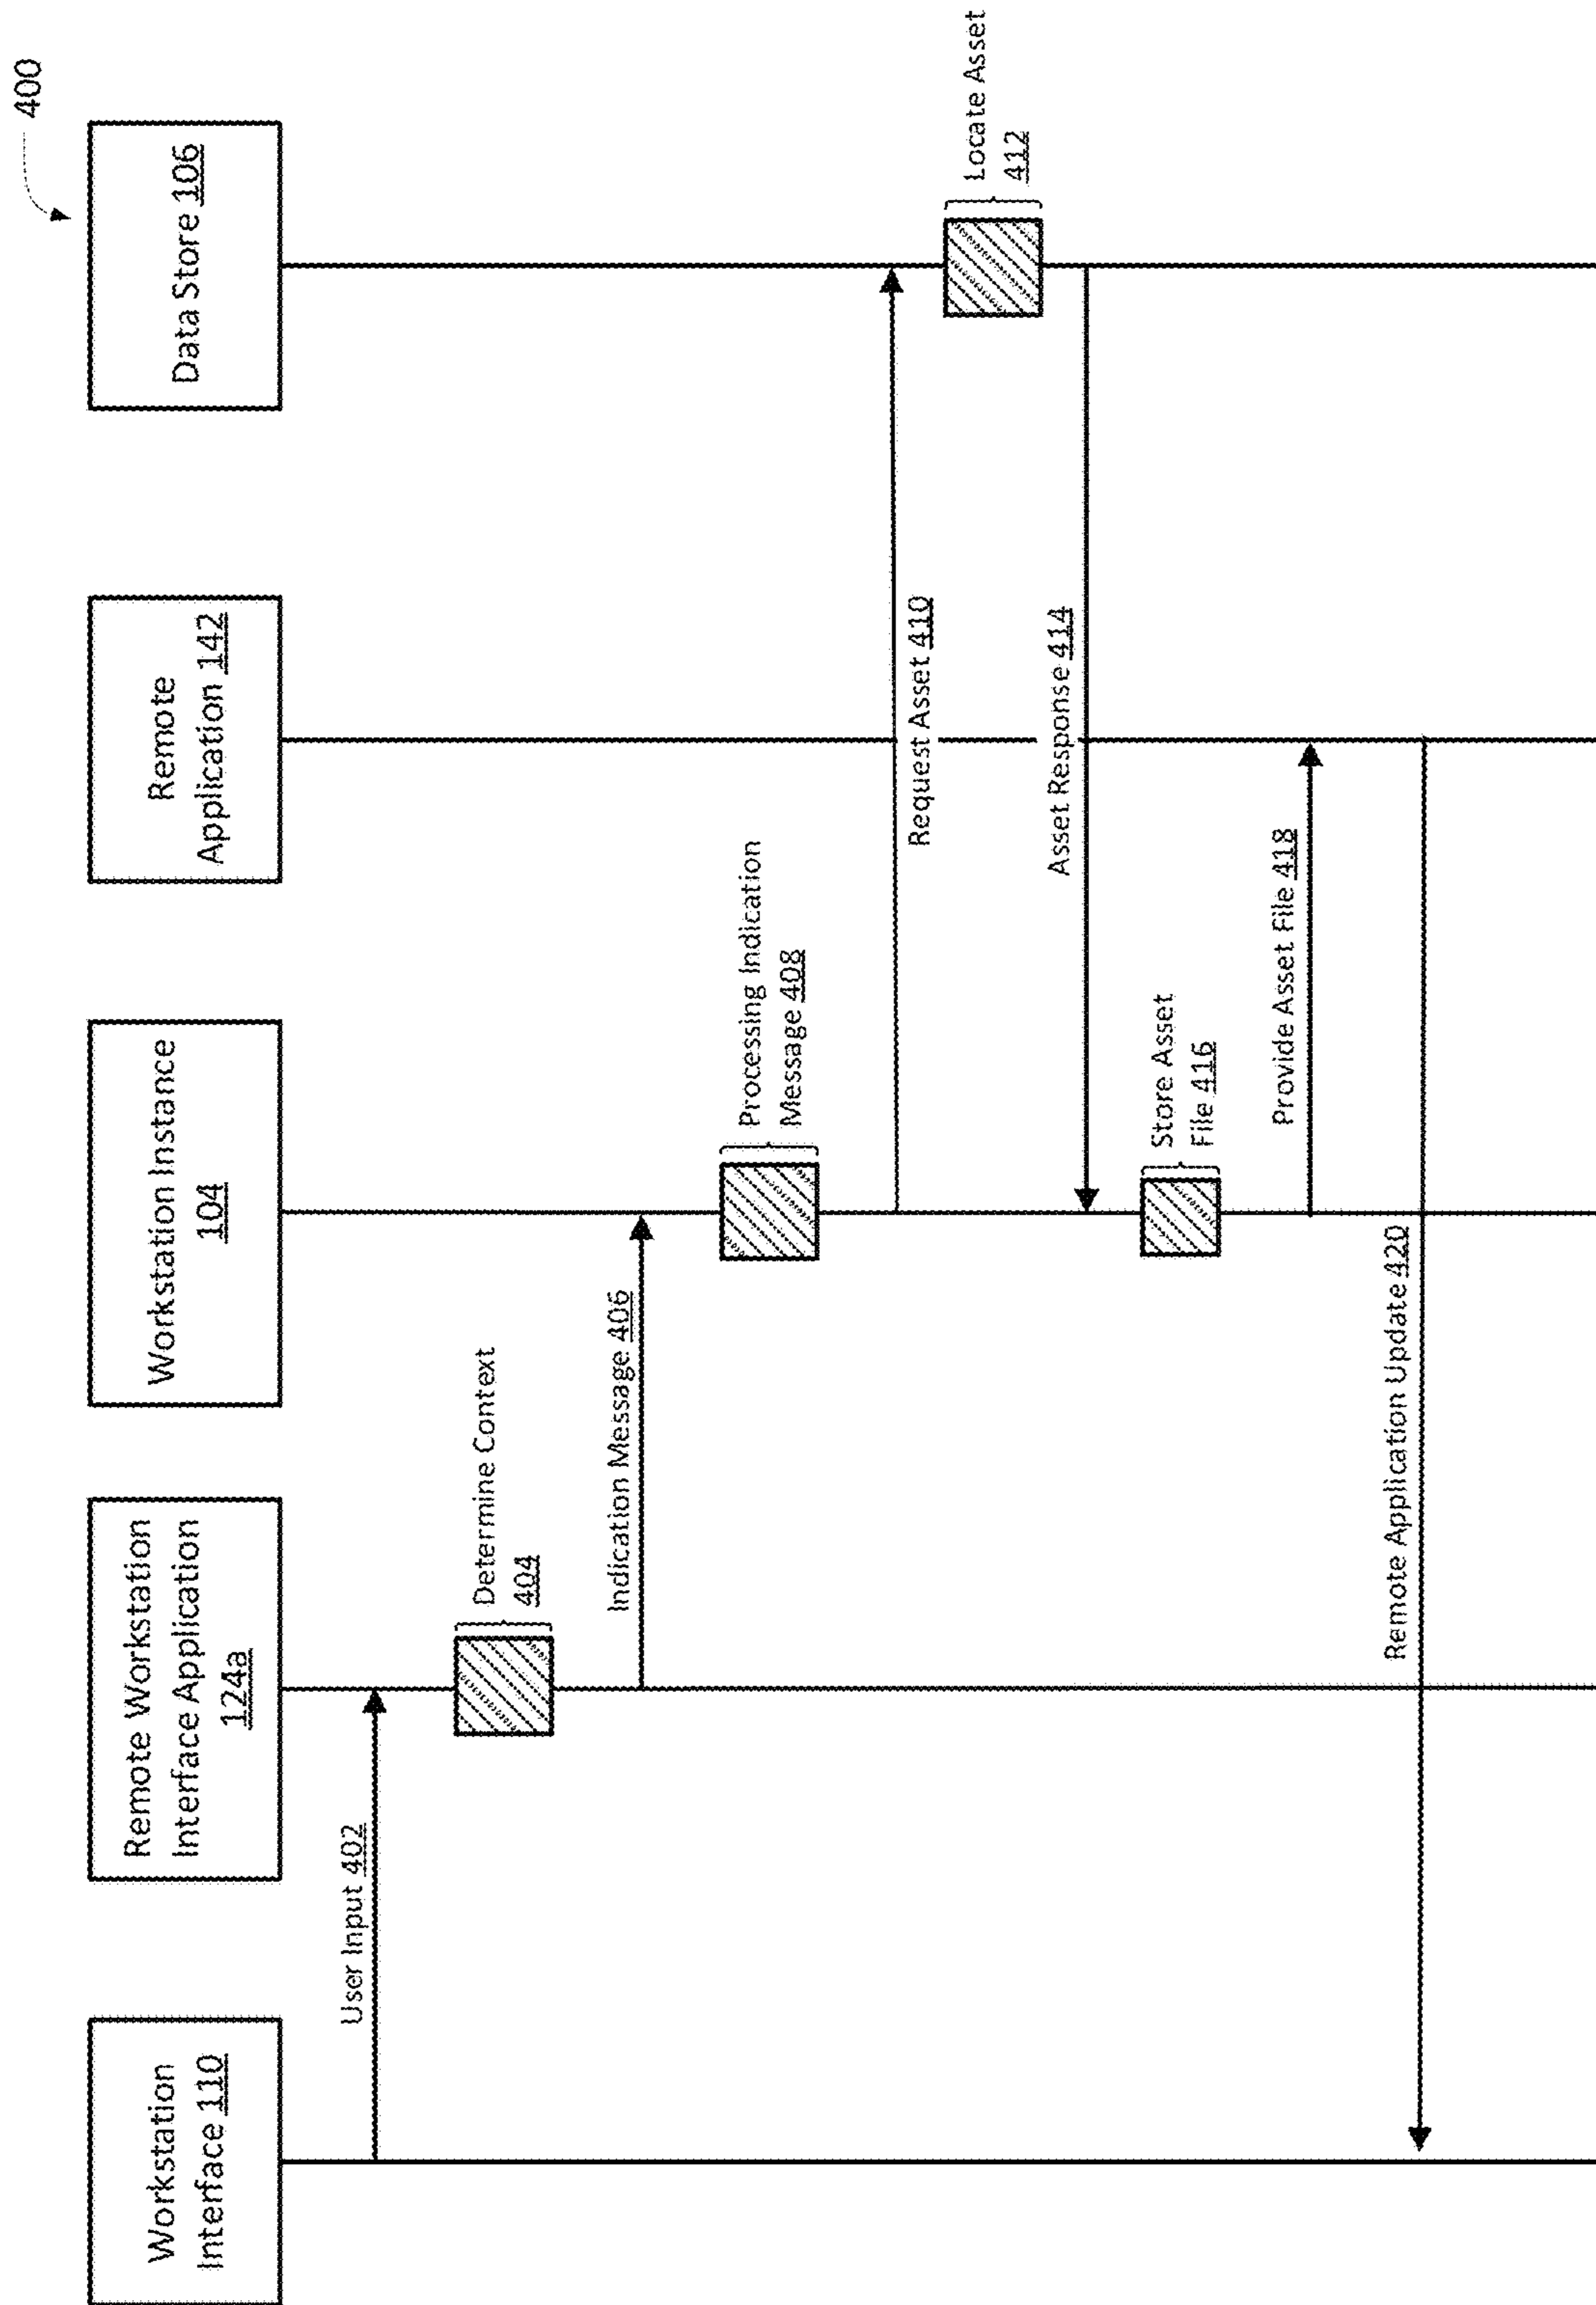 400
Workstation
Interface 110
Remote Workstation
Interface Application
124a
Workstation Instance
104
Remote
Application 142
Data Store 106
User Input 402
Determine Context
404
Indication Message 406
Processing Indication
Message 408
Request Asset 410
Locate Asset
412
Asset Response 414
Store Asset
File 416
Provide Asset File 418
Remote Application Update 420